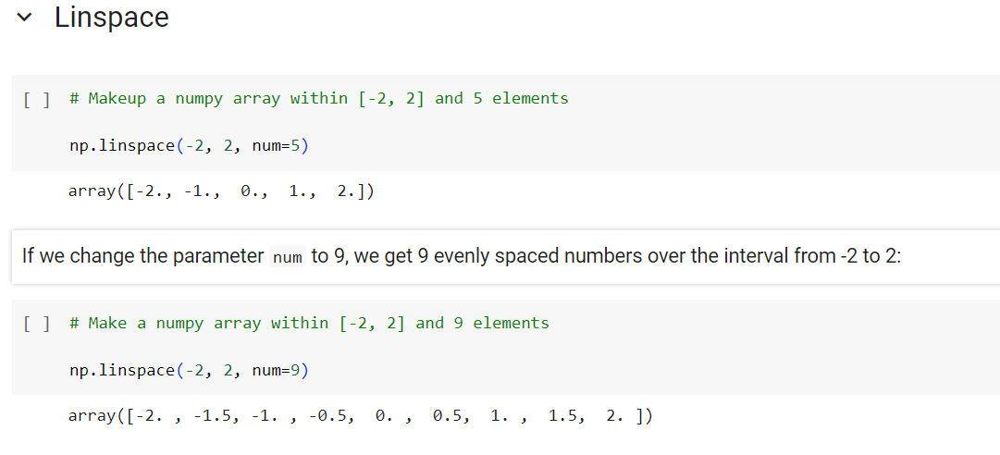 Linspace
[ ] # Makeup a numpy array within [-2, 2] and 5 elements
np.linspace(-2, 2, num=5)
array([-2., -1.,  0.,  1.,  2.])
If we change the parameter num to 9, we get 9 evenly spaced numbers over the interval from -2 to 2:
[ ] # Make a numpy array within [-2, 2] and 9 elements
np.linspace(-2, 2, num=9)
array([-2. , -1.5, -1. , -0.5,  0. ,  0.5,  1. ,  1.5,  2. ])